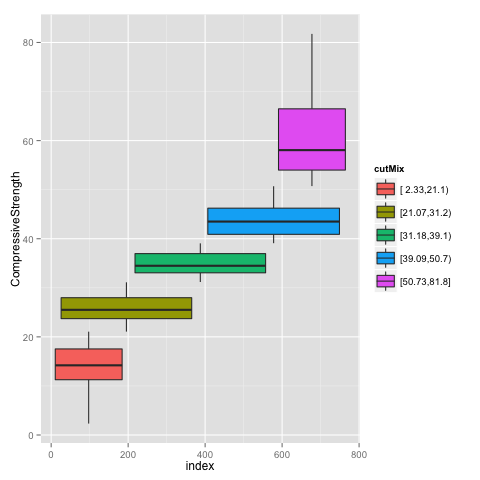 CompressiveStrength
80
60
40
20
0
0 200 400 600 800
index
cutMix
[ 2.33,21.1)
[21.07,31.2)
[31.18,39.1)
[39.09,50.7)
[50.73,81.8]